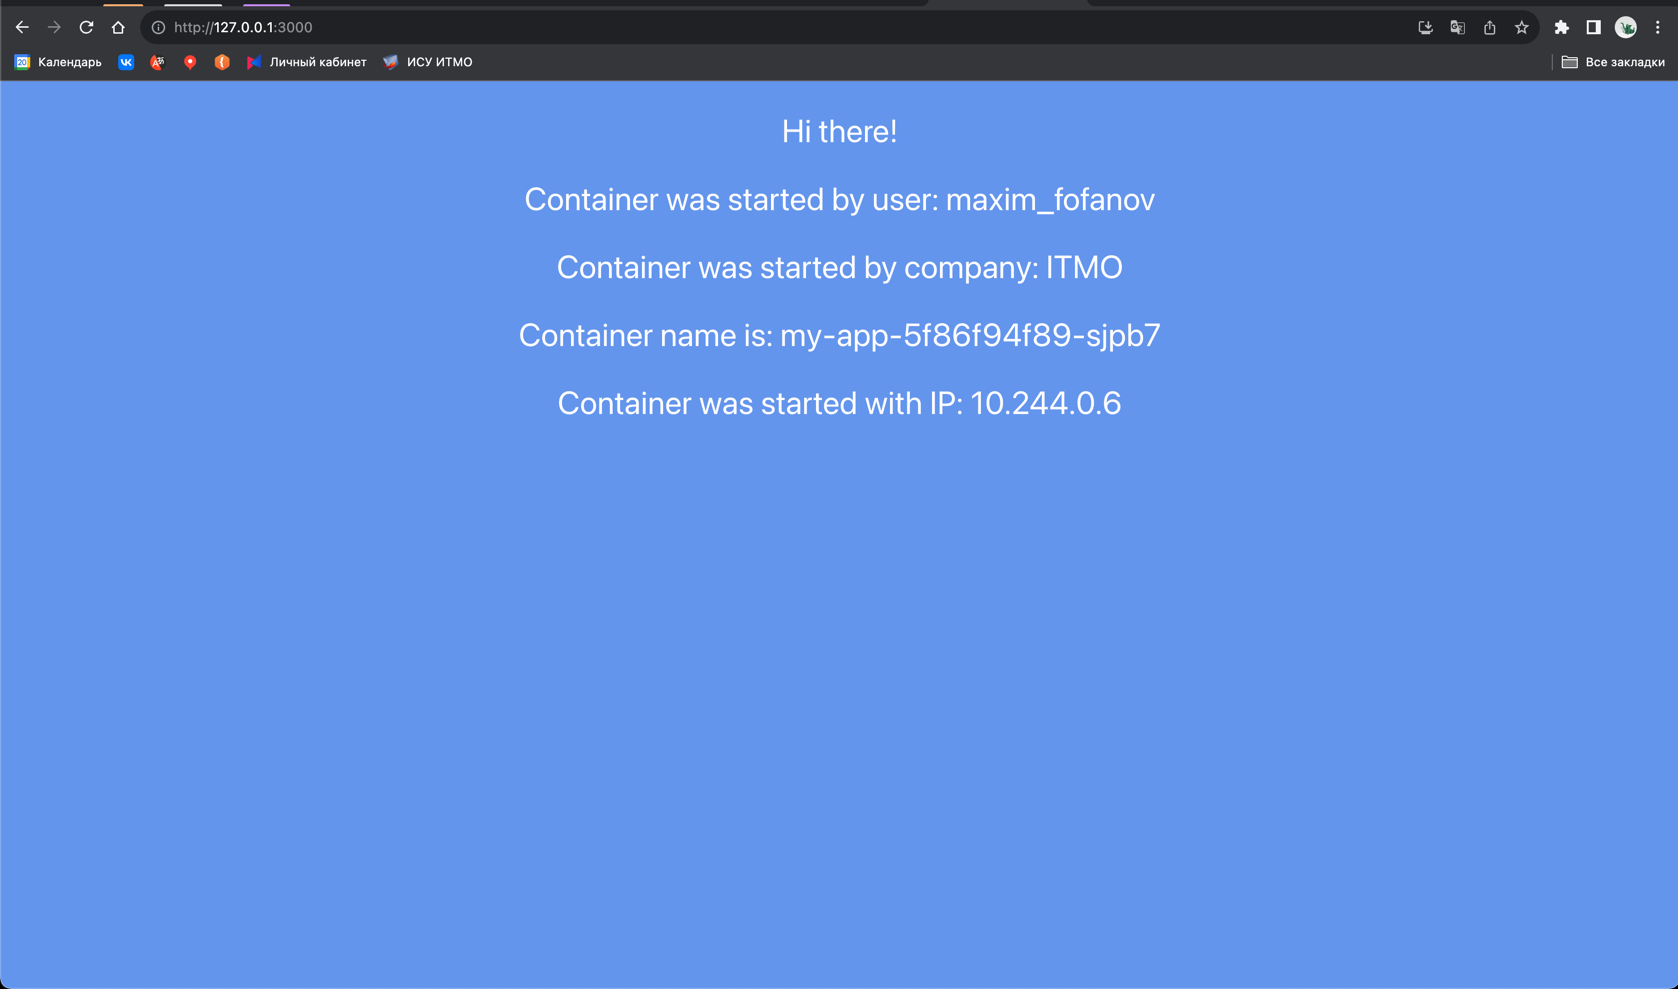 http://127.0.0.1:3000
20 Календарь VK Личный кабинет ИСУ ИТМО Все закладки
Hi there!
Container was started by user: maxim_fofanov
Container was started by company: ITMO
Container name is: my-app-5f86f94f89-sjpb7
Container was started with IP: 10.244.0.6